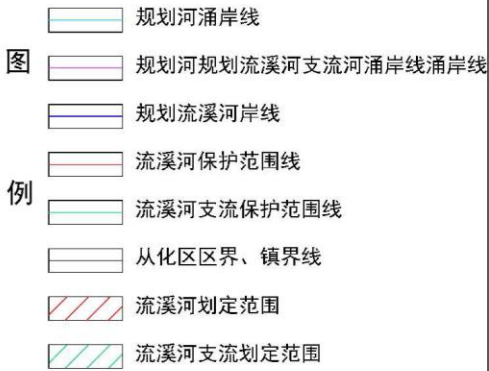 图例
规划河涌岸线
规划河规划流溪河支流河涌岸线涌岸线
规划流溪河岸线
流溪河保护范围线
流溪河支流保护范围线
从化区区界、镇界线
流溪河划定范围
流溪河支流划定范围